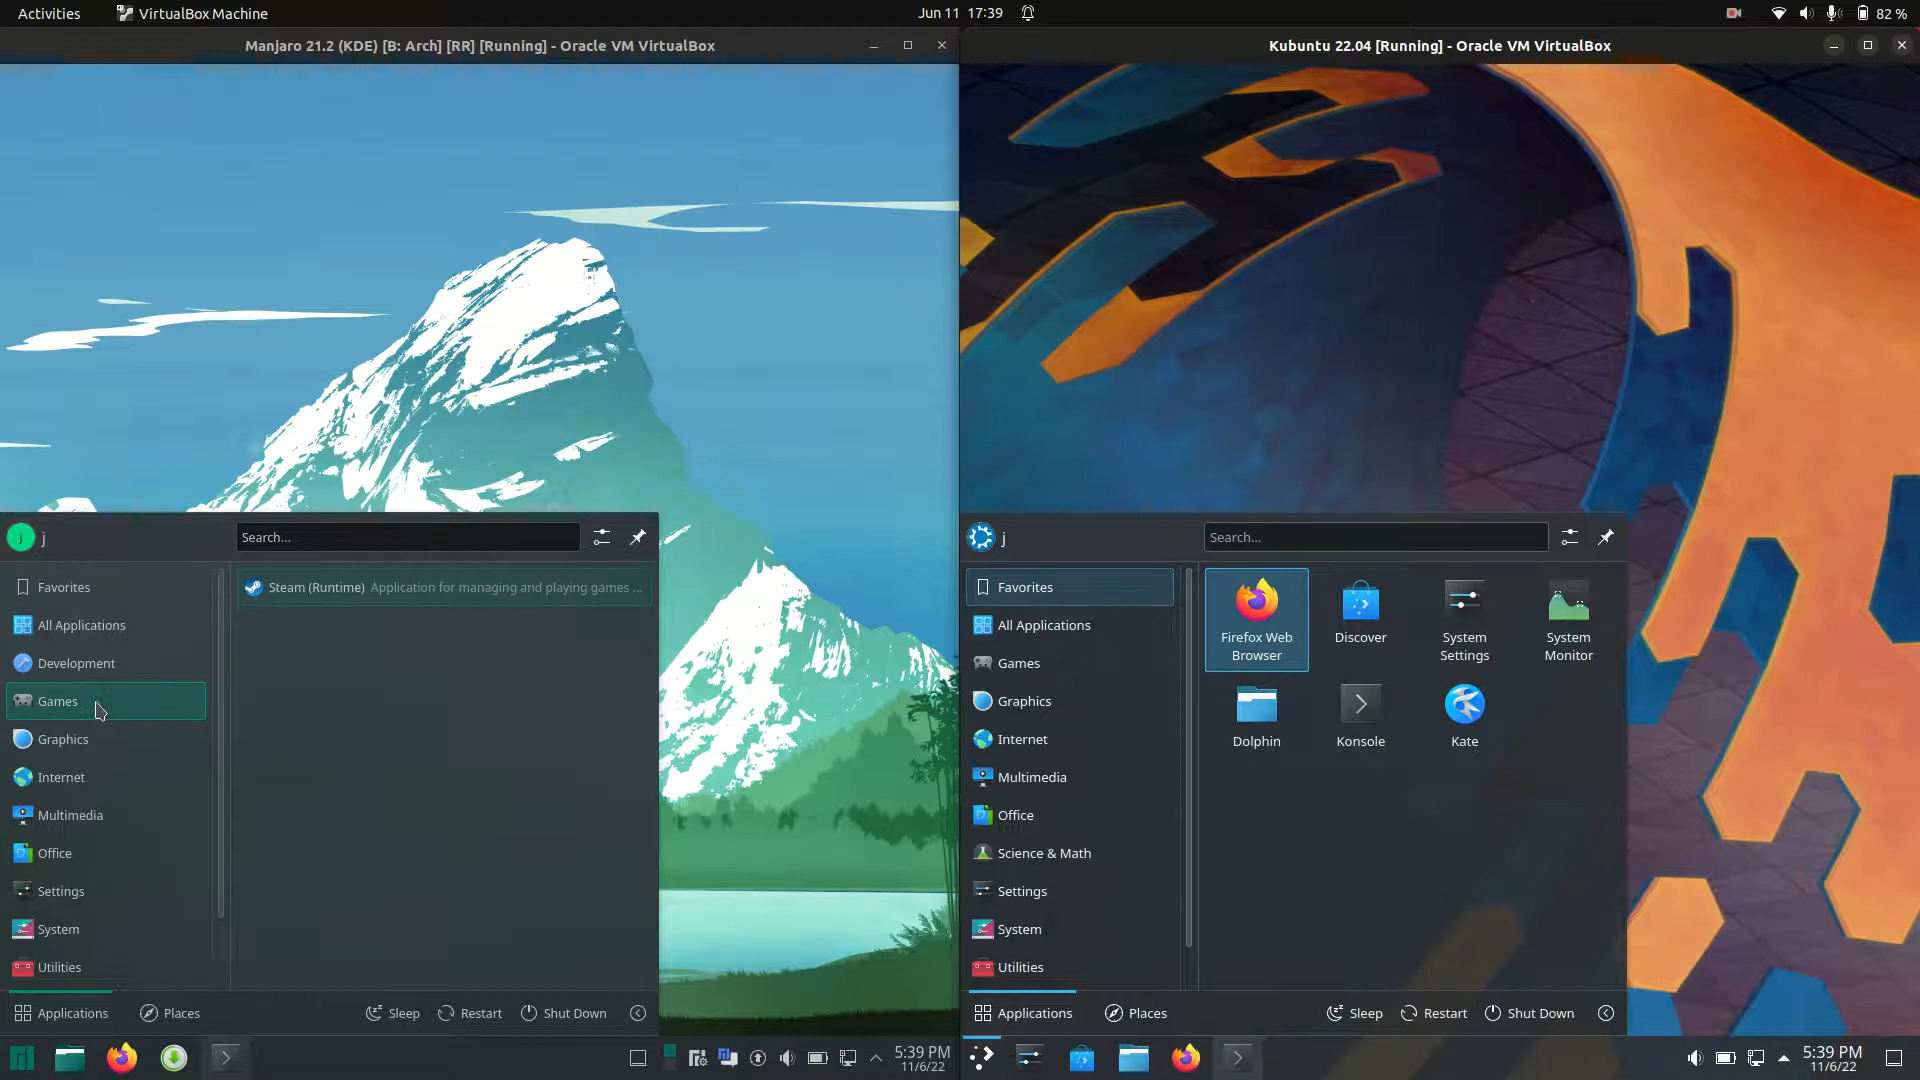 Activities
VirtualBox Machine
Jun 11 17:39
82 %
Manjaro 21.2 (KDE) [B: Arch] [RR] [Running] - Oracle VM VirtualBox
Kubuntu 22.04 [Running] - Oracle VM VirtualBox
j
j
Search...
Favorites
All Applications
Development
Games
Graphics
Internet
Multimedia
Office
Settings
System
Utilities
Steam (Runtime) Application for managing and playing games ...
Applications
Places
Sleep
Restart
Shut Down
5:39 PM
11/6/22
j
Search...
Favorites
All Applications
Games
Graphics
Internet
Multimedia
Office
Science & Math
Settings
System
Utilities
Firefox Web
Browser
Discover
System
Settings
System
Monitor
Dolphin
Konsole
Kate
Applications
Places
Sleep
Restart
Shut Down
5:39 PM
11/6/22